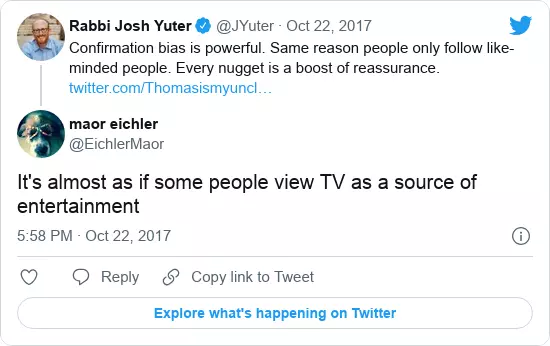 Rabbi Josh Yuter @JYuter · Oct 22, 2017
Confirmation bias is powerful. Same reason people only follow like-
minded people. Every nugget is a boost of reassurance.
twitter.com/Thomasismyuncl…
maor eichler
@EichlerMaor
It's almost as if some people view TV as a source of
entertainment
5:58 PM · Oct 22, 2017
Reply Copy link to Tweet
Explore what's happening on Twitter